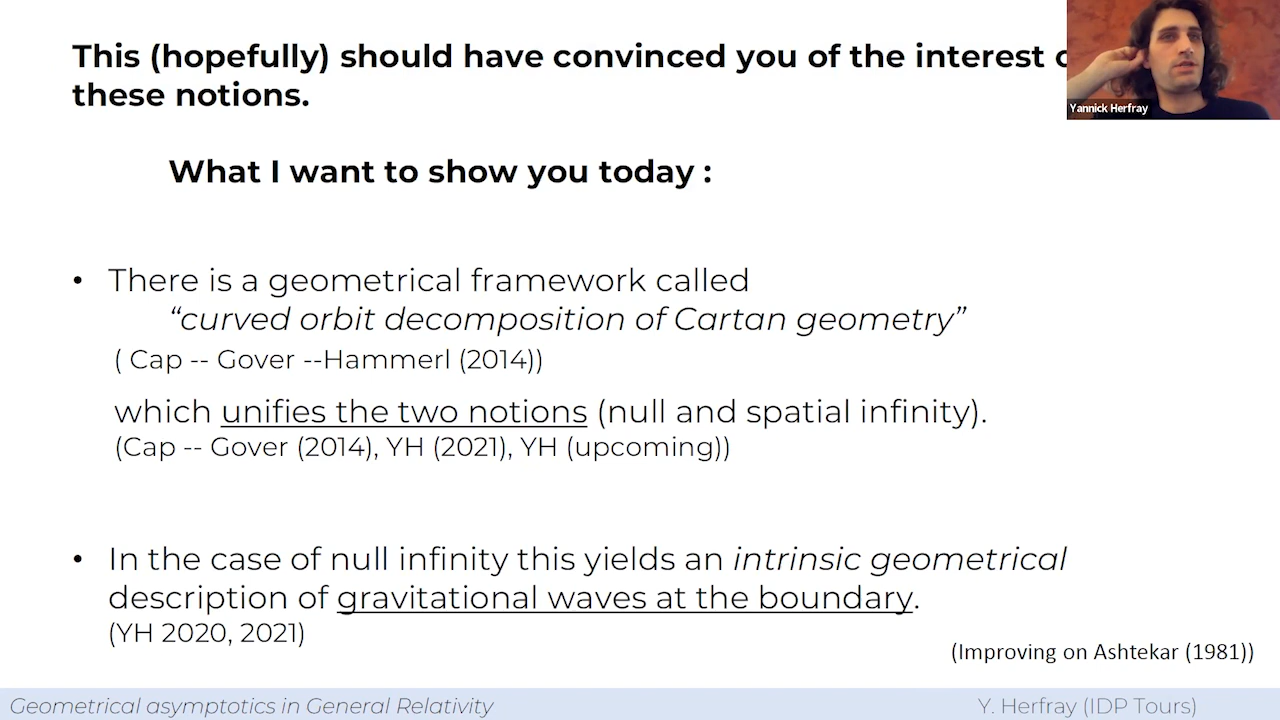 This (hopefully) should have convinced you of the interest
these notions.
Yannick Herfray
What I want to show you today :
• There is a geometrical framework called
“curved orbit decomposition of Cartan geometry”
( Cap -- Gover --Hammerl (2014))
which unifies the two notions (null and spatial infinity).
(Cap -- Gover (2014), YH (2021), YH (upcoming))
• In the case of null infinity this yields an intrinsic geometrical
description of gravitational waves at the boundary.
(YH 2020, 2021)
(Improving on Ashtekar (1981))
Geometrical asymptotics in General Relativity
Y. Herfray (IDP Tours)